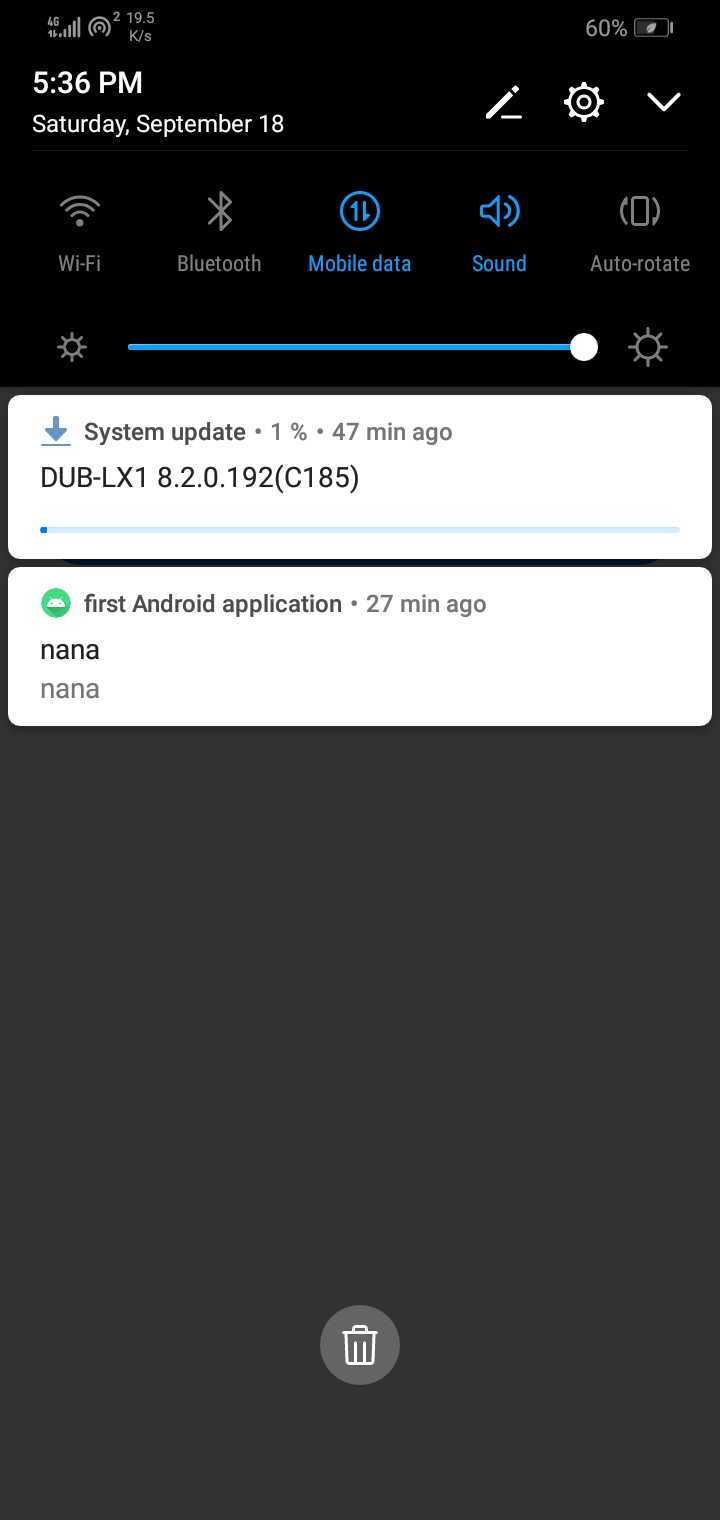 4G 2 19.5 60%
K/s
5:36 PM
Saturday, September 18
Wi-Fi Bluetooth Mobile data Sound Auto-rotate
System update • 1 % • 47 min ago
DUB-LX1 8.2.0.192(C185)
first Android application • 27 min ago
nana
nana